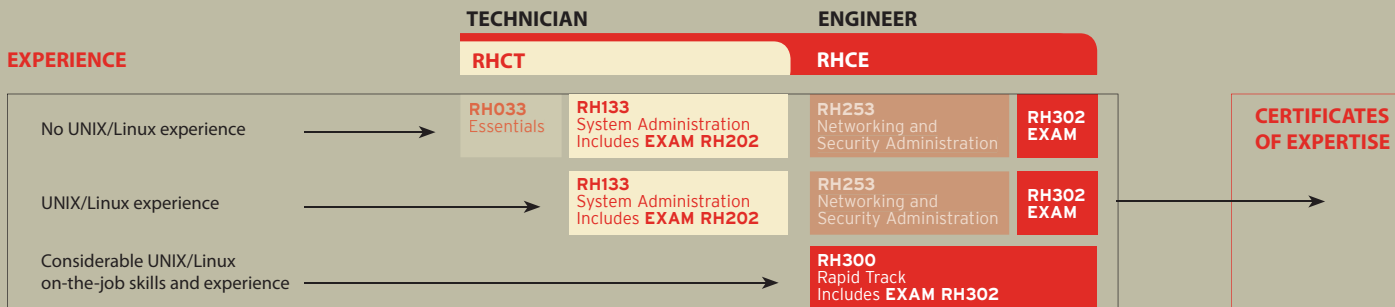 TECHNICIAN
ENGINEER
EXPERIENCE
RHCT
RHCE
No UNIX/Linux experience
RH033
Essentials
RH133
System Administration
Includes EXAM RH202
RH253
Networking and
Security Administration
RH302
EXAM
CERTIFICATES
OF EXPERTISE
UNIX/Linux experience
RH133
System Administration
Includes EXAM RH202
RH253
Networking and
Security Administration
RH302
EXAM
Considerable UNIX/Linux
on-the-job skills and experience
RH300
Rapid Track
Includes EXAM RH302